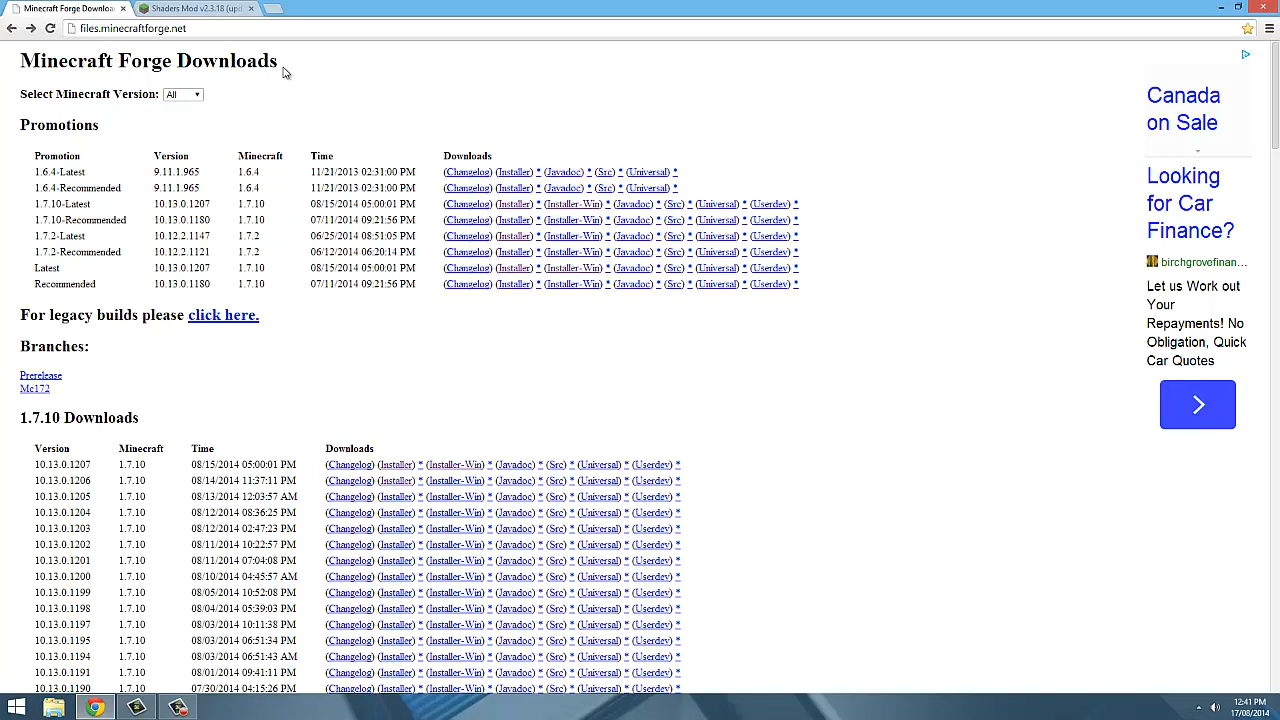 Minecraft Forge Downloa
Shaders Mod v2.3.18 (upd
files.minecraftforge.net
Minecraft Forge Downloads
Select Minecraft Version: All
Promotions
Promotion Version Minecraft Time Downloads
1.6.4-Latest 9.11.1.965 1.6.4 11/21/2013 02:31:00 PM (Changelog) (Installer) * (Javadoc) * (Src) * (Universal) *
1.6.4-Recommended 9.11.1.965 1.6.4 11/21/2013 02:31:00 PM (Changelog) (Installer) * (Javadoc) * (Src) * (Universal) *
1.7.10-Latest 10.13.0.1207 1.7.10 08/15/2014 05:00:01 PM (Changelog) (Installer) * (Installer-Win) * (Javadoc) * (Src) * (Universal) * (Userdev) *
1.7.10-Recommended 10.13.0.1180 1.7.10 07/11/2014 09:21:56 PM (Changelog) (Installer) * (Installer-Win) * (Javadoc) * (Src) * (Universal) * (Userdev) *
1.7.2-Latest 10.12.2.1147 1.7.2 06/25/2014 08:51:05 PM (Changelog) (Installer) * (Installer-Win) * (Javadoc) * (Src) * (Universal) * (Userdev) *
1.7.2-Recommended 10.12.2.1121 1.7.2 06/12/2014 06:20:14 PM (Changelog) (Installer) * (Installer-Win) * (Javadoc) * (Src) * (Universal) * (Userdev) *
Latest 10.13.0.1207 1.7.10 08/15/2014 05:00:01 PM (Changelog) (Installer) * (Installer-Win) * (Javadoc) * (Src) * (Universal) * (Userdev) *
Recommended 10.13.0.1180 1.7.10 07/11/2014 09:21:56 PM (Changelog) (Installer) * (Installer-Win) * (Javadoc) * (Src) * (Universal) * (Userdev) *
For legacy builds please click here.
Branches:
Prerelease
Mc172
1.7.10 Downloads
Version Minecraft Time Downloads
10.13.0.1207 1.7.10 08/15/2014 05:00:01 PM (Changelog) (Installer) * (Installer-Win) * (Javadoc) * (Src) * (Universal) * (Userdev) *
10.13.0.1206 1.7.10 08/14/2014 11:37:11 PM (Changelog) (Installer) * (Installer-Win) * (Javadoc) * (Src) * (Universal) * (Userdev) *
10.13.0.1205 1.7.10 08/13/2014 12:03:57 AM (Changelog) (Installer) * (Installer-Win) * (Javadoc) * (Src) * (Universal) * (Userdev) *
10.13.0.1204 1.7.10 08/12/2014 08:36:25 PM (Changelog) (Installer) * (Installer-Win) * (Javadoc) * (Src) * (Universal) * (Userdev) *
10.13.0.1203 1.7.10 08/12/2014 02:47:23 PM (Changelog) (Installer) * (Installer-Win) * (Javadoc) * (Src) * (Universal) * (Userdev) *
10.13.0.1202 1.7.10 08/11/2014 10:22:57 PM (Changelog) (Installer) * (Installer-Win) * (Javadoc) * (Src) * (Universal) * (Userdev) *
10.13.0.1201 1.7.10 08/11/2014 07:04:08 PM (Changelog) (Installer) * (Installer-Win) * (Javadoc) * (Src) * (Universal) * (Userdev) *
10.13.0.1200 1.7.10 08/10/2014 04:45:57 AM (Changelog) (Installer) * (Installer-Win) * (Javadoc) * (Src) * (Universal) * (Userdev) *
10.13.0.1199 1.7.10 08/05/2014 10:52:08 PM (Changelog) (Installer) * (Installer-Win) * (Javadoc) * (Src) * (Universal) * (Userdev) *
10.13.0.1198 1.7.10 08/04/2014 05:39:03 PM (Changelog) (Installer) * (Installer-Win) * (Javadoc) * (Src) * (Universal) * (Userdev) *
10.13.0.1197 1.7.10 08/03/2014 10:11:38 PM (Changelog) (Installer) * (Installer-Win) * (Javadoc) * (Src) * (Universal) * (Userdev) *
10.13.0.1195 1.7.10 08/03/2014 06:51:34 PM (Changelog) (Installer) * (Installer-Win) * (Javadoc) * (Src) * (Universal) * (Userdev) *
10.13.0.1194 1.7.10 08/03/2014 06:51:43 AM (Changelog) (Installer) * (Installer-Win) * (Javadoc) * (Src) * (Universal) * (Userdev) *
10.13.0.1191 1.7.10 08/01/2014 09:41:11 PM (Changelog) (Installer) * (Installer-Win) * (Javadoc) * (Src) * (Universal) * (Userdev) *
10.13.0.1190 1.7.10 07/30/2014 04:15:26 PM (Changelog) (Installer) * (Installer-Win) * (Javadoc) * (Src) * (Universal) * (Userdev) *
Canada
on Sale
Looking
for Car
Finance?
birchgrovefinan...
Let us Work out
Your
Repayments! No
Obligation, Quick
Car Quotes
12:41 PM
17/08/2014